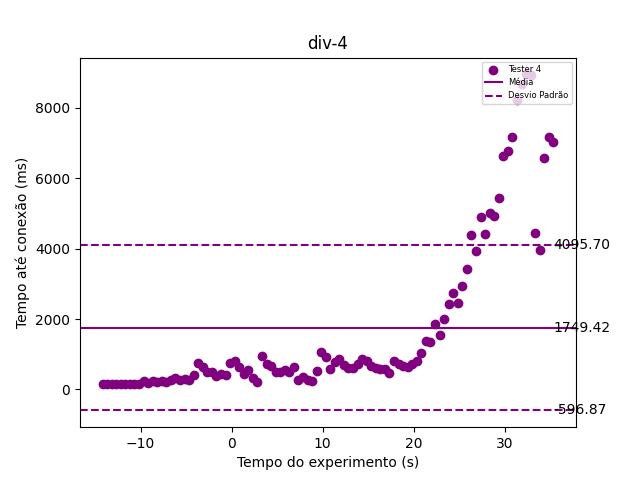 div-4
Tester 4
Média
Desvio Padrão
8000
6000
4000
2000
0
4095.70
1749.42
596.87
−10
0
10
20
30
Tempo até conexão (ms)
Tempo do experimento (s)